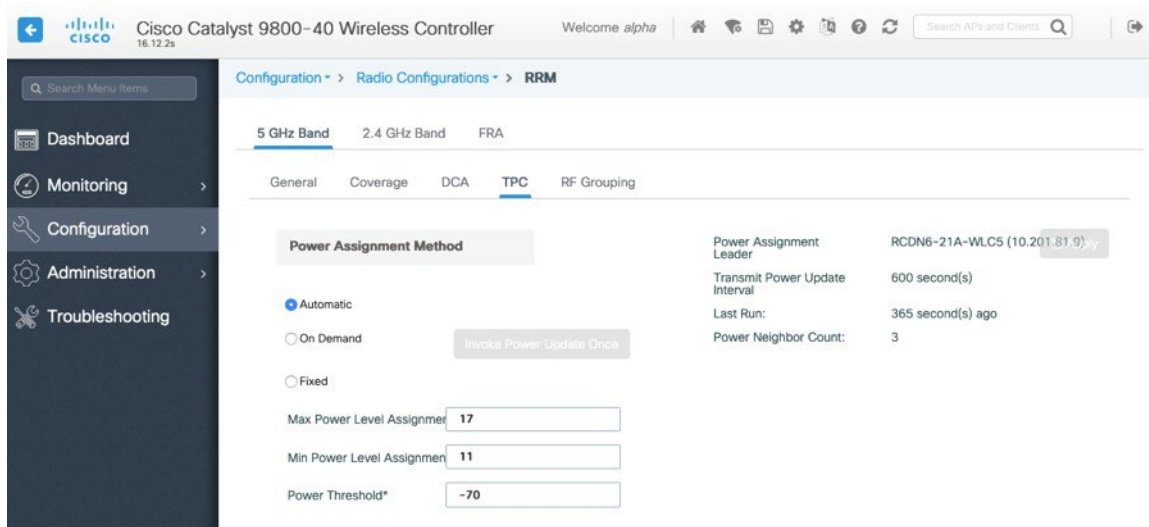 CISCO
Cisco Catalyst 9800-40 Wireless Controller
16.12.2s
Welcome alpha
Search APs and Clients
Search Menu Items
Dashboard
Monitoring
Configuration
Administration
Troubleshooting
Configuration > Radio Configurations > RRM
5 GHz Band 2.4 GHz Band FRA
General Coverage DCA TPC RF Grouping
Power Assignment Method
Automatic
On Demand Invoke Power Update Once
Fixed
Max Power Level Assignmen 17
Min Power Level Assignmen 11
Power Threshold* -70
Power Assignment
Leader
RCDN6-21A-WLC5 (10.201.81.9)
Apply
Transmit Power Update
Interval
600 second(s)
Last Run: 365 second(s) ago
Power Neighbor Count: 3